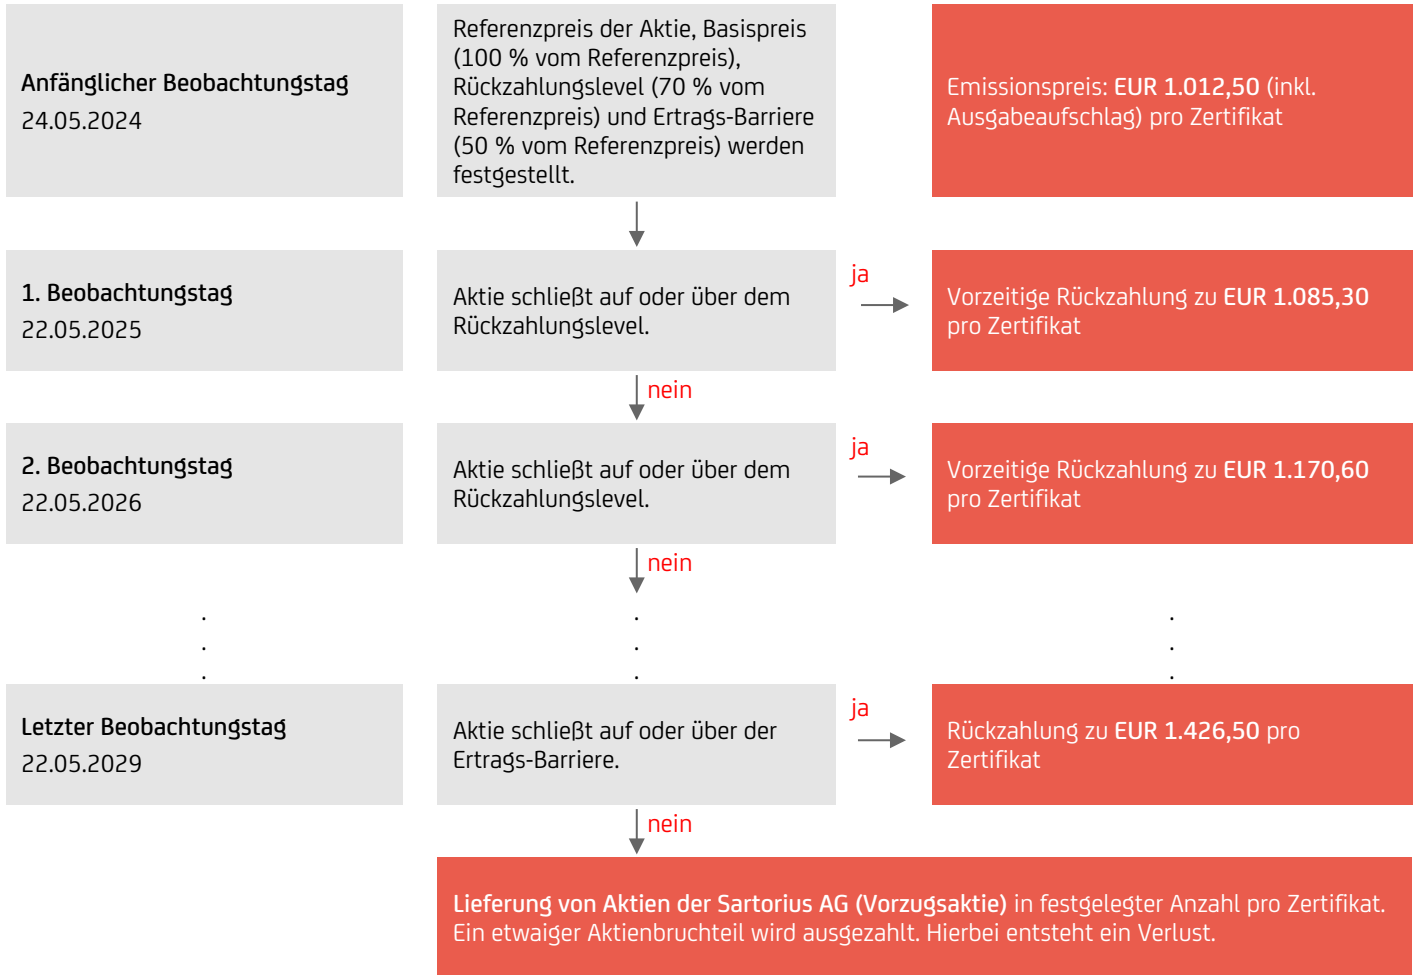 Anfänglicher Beobachtungstag
24.05.2024
Referenzpreis der Aktie, Basispreis
(100 % vom Referenzpreis),
Rückzahlungslevel (70 % vom
Referenzpreis) und Ertrags-Barriere
(50 % vom Referenzpreis) werden
festgestellt.
Emissionspreis: EUR 1.012,50 (inkl.
Ausgabeaufschlag) pro Zertifikat
1. Beobachtungstag
22.05.2025
Aktie schließt auf oder über dem
Rückzahlungslevel.
ja
Vorzeitige Rückzahlung zu EUR 1.085,30
pro Zertifikat
nein
2. Beobachtungstag
22.05.2026
Aktie schließt auf oder über dem
Rückzahlungslevel.
ja
Vorzeitige Rückzahlung zu EUR 1.170,60
pro Zertifikat
nein
. . .
. . .
. . .
Letzter Beobachtungstag
22.05.2029
Aktie schließt auf oder über der
Ertrags-Barriere.
ja
Rückzahlung zu EUR 1.426,50 pro
Zertifikat
nein
Lieferung von Aktien der Sartorius AG (Vorzugsaktie) in festgelegter Anzahl pro Zertifikat.
Ein etwaiger Aktienbruchteil wird ausgezahlt. Hierbei entsteht ein Verlust.